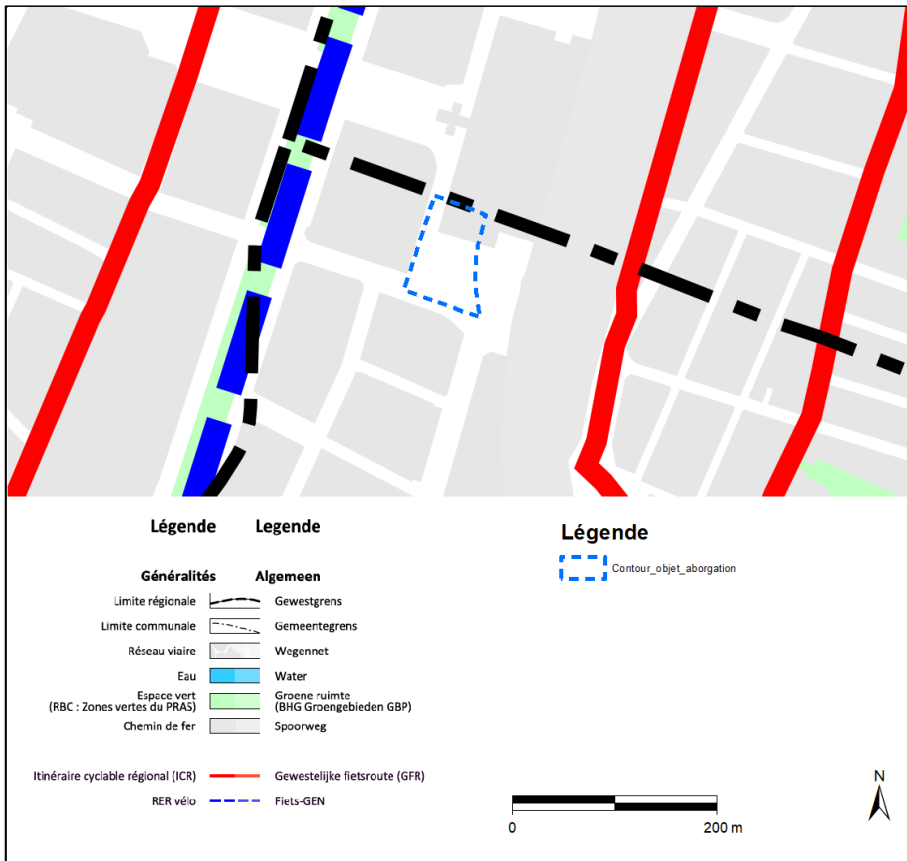 Légende Legende
Généralités Algemeen
Limite régionale Gewestgrens
Limite communale Gemeentegrens
Réseau viaire Wegennet
Eau Water
Espace vert Groene ruimte
(RBC : Zones vertes du PRAS) (BHG Groengebieden GBP)
Chemin de fer Spoorweg
Itinéraire cyclable régional (ICR) Gewestelijke fietsroute (GFR)
RER vélo Fiets-GEN
Légende
Contour_objet_aborgation
0 200 m
N